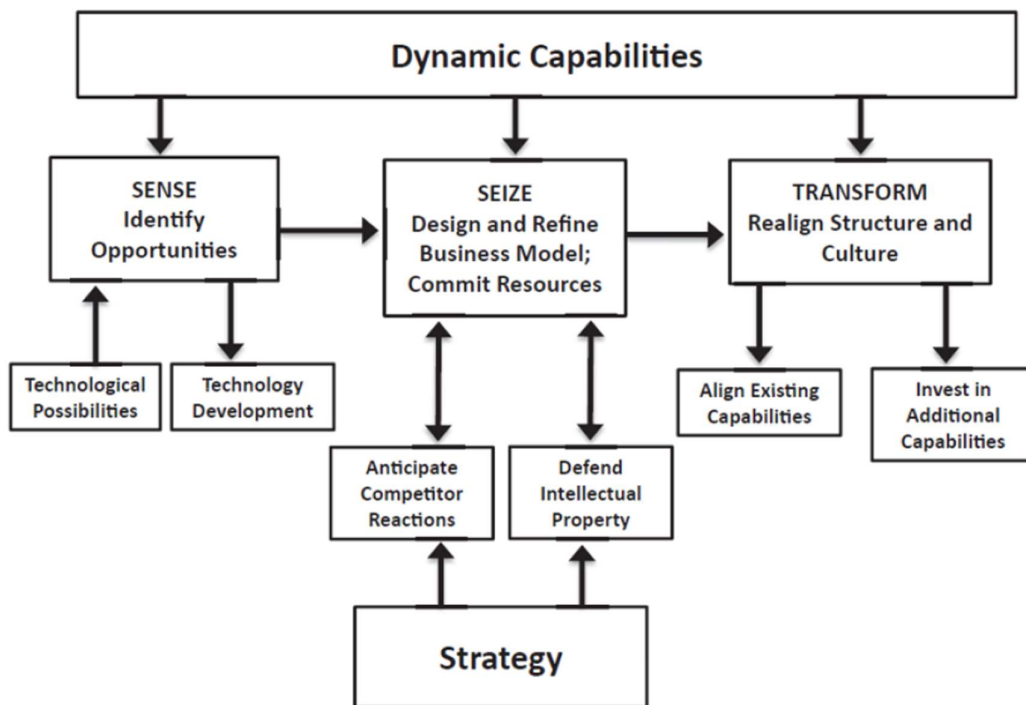 Dynamic Capabilities
SENSE
Identify
Opportunities
SEIZE
Design and Refine
Business Model;
Commit Resources
TRANSFORM
Realign Structure and
Culture
Technological
Possibilities
Technology
Development
Align Existing
Capabilities
Invest in
Additional
Capabilities
Anticipate
Competitor
Reactions
Defend
Intellectual
Property
Strategy